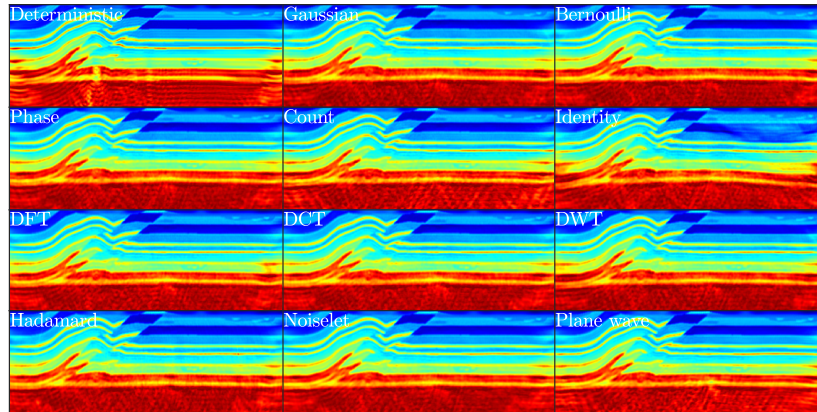 Deterministic Gaussian Bernoulli
Phase Count Identity
DFT DCT DWT
Hadamard Noiselet Plane wave